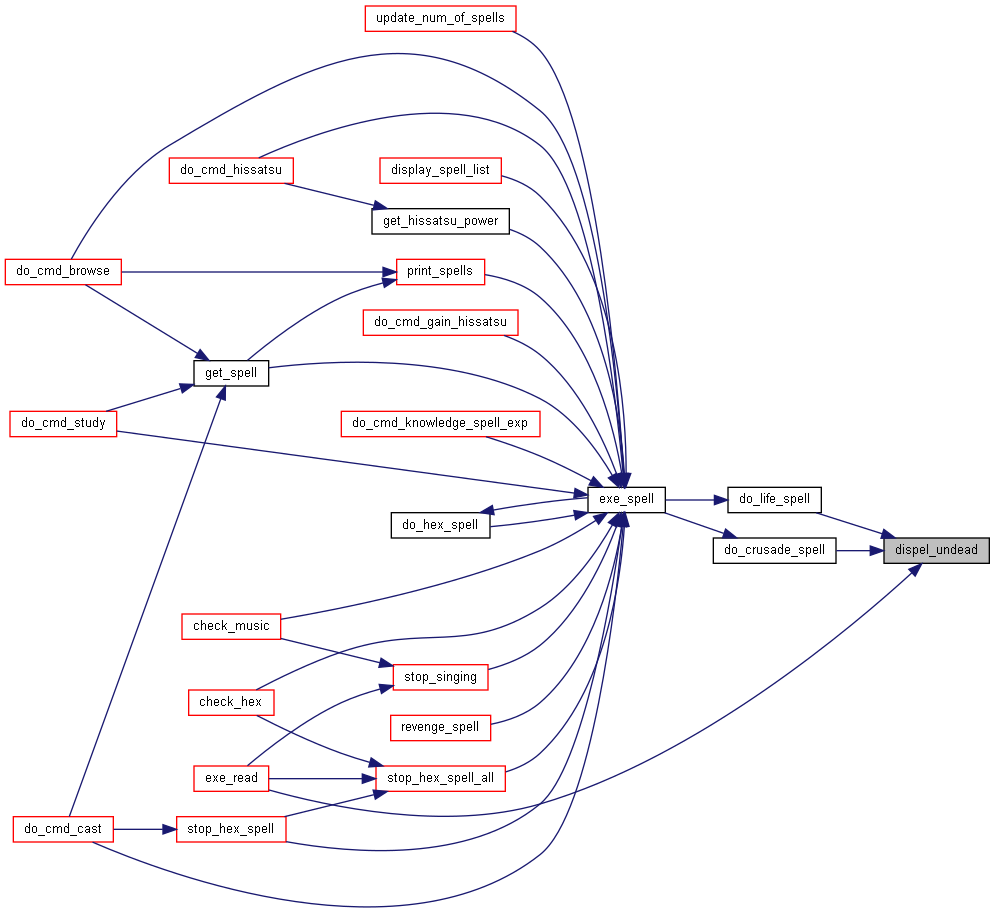 update_num_of_spells
do_cmd_hissatsu
display_spell_list
get_hissatsu_power
do_cmd_browse
print_spells
do_cmd_gain_hissatsu
get_spell
do_cmd_study
do_cmd_knowledge_spell_exp
exe_spell
do_life_spell
do_hex_spell
do_crusade_spell
dispel_undead
check_music
stop_singing
check_hex
revenge_spell
exe_read
stop_hex_spell_all
do_cmd_cast
stop_hex_spell